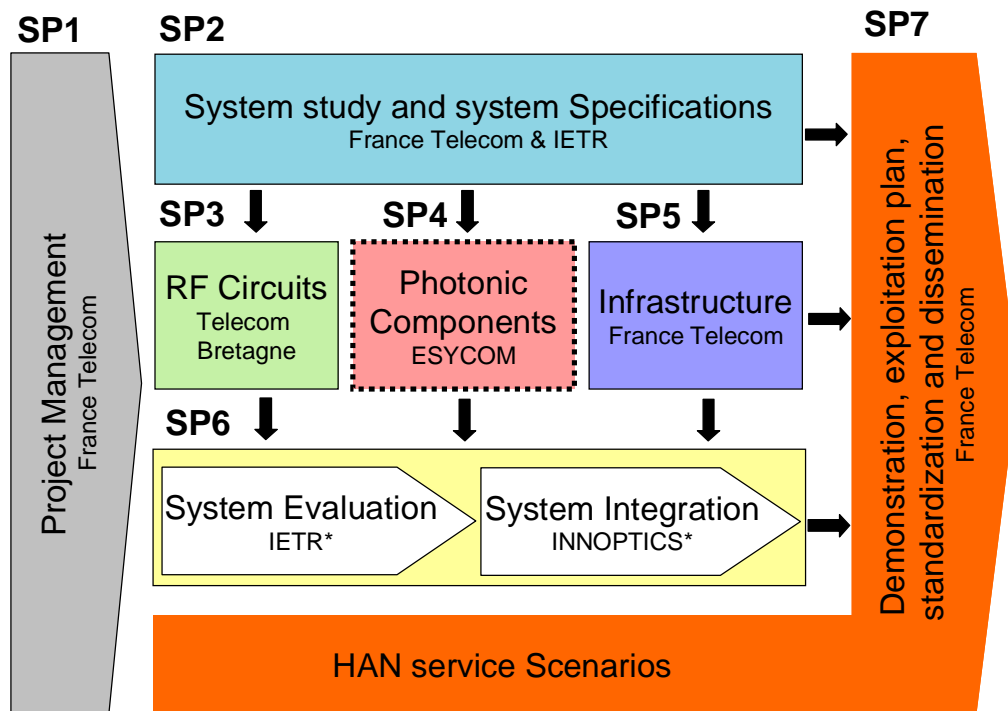 SP1
SP2
SP7
Project Management
France Telecom
System study and system Specifications
France Telecom & IETR
SP3
SP4
SP5
RF Circuits
Telecom
Bretagne
Photonic
Components
ESYCOM
Infrastructure
France Telecom
SP6
System Evaluation
IETR*
System Integration
INNOPTICS*
HAN service Scenarios
Demonstration, exploitation plan,
standardization and dissemination
France Telecom